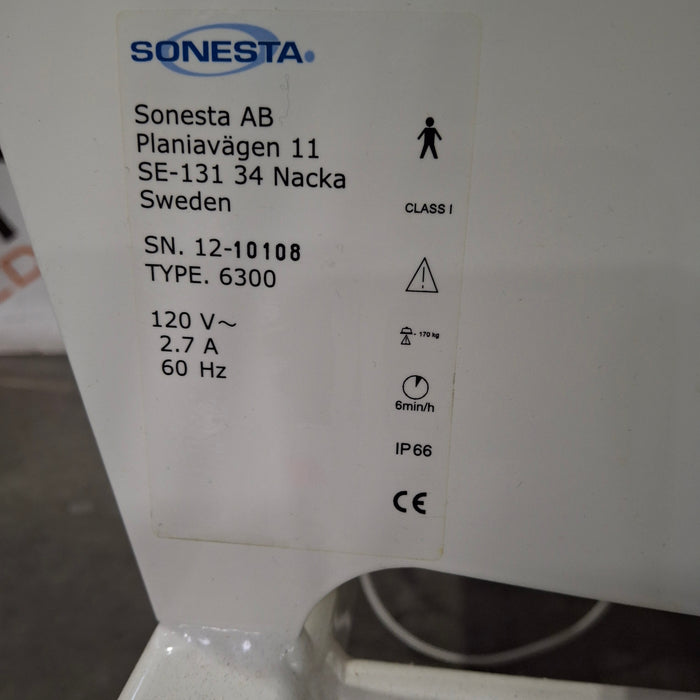 SONESTA.
Sonesta AB
Planiavägen 11
SE-131 34 Nacka
Sweden
SN. 12-10108
TYPE. 6300
120 V~
2.7 A
60 Hz
CLASS I
- 170 kg
6min/h
IP66
CE